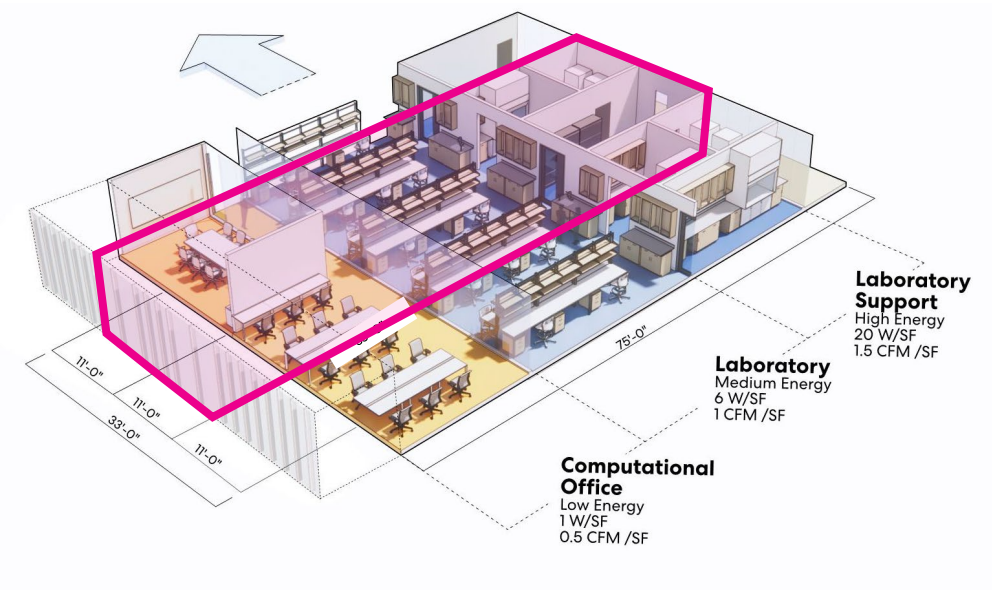 75'-0"
11'-0"
11'-0"
33'-0"
11'-0"
Laboratory
Support
High Energy
20 W/SF
1.5 CFM /SF
Laboratory
Medium Energy
6 W/SF
1 CFM /SF
Computational
Office
Low Energy
1 W/SF
0.5 CFM /SF